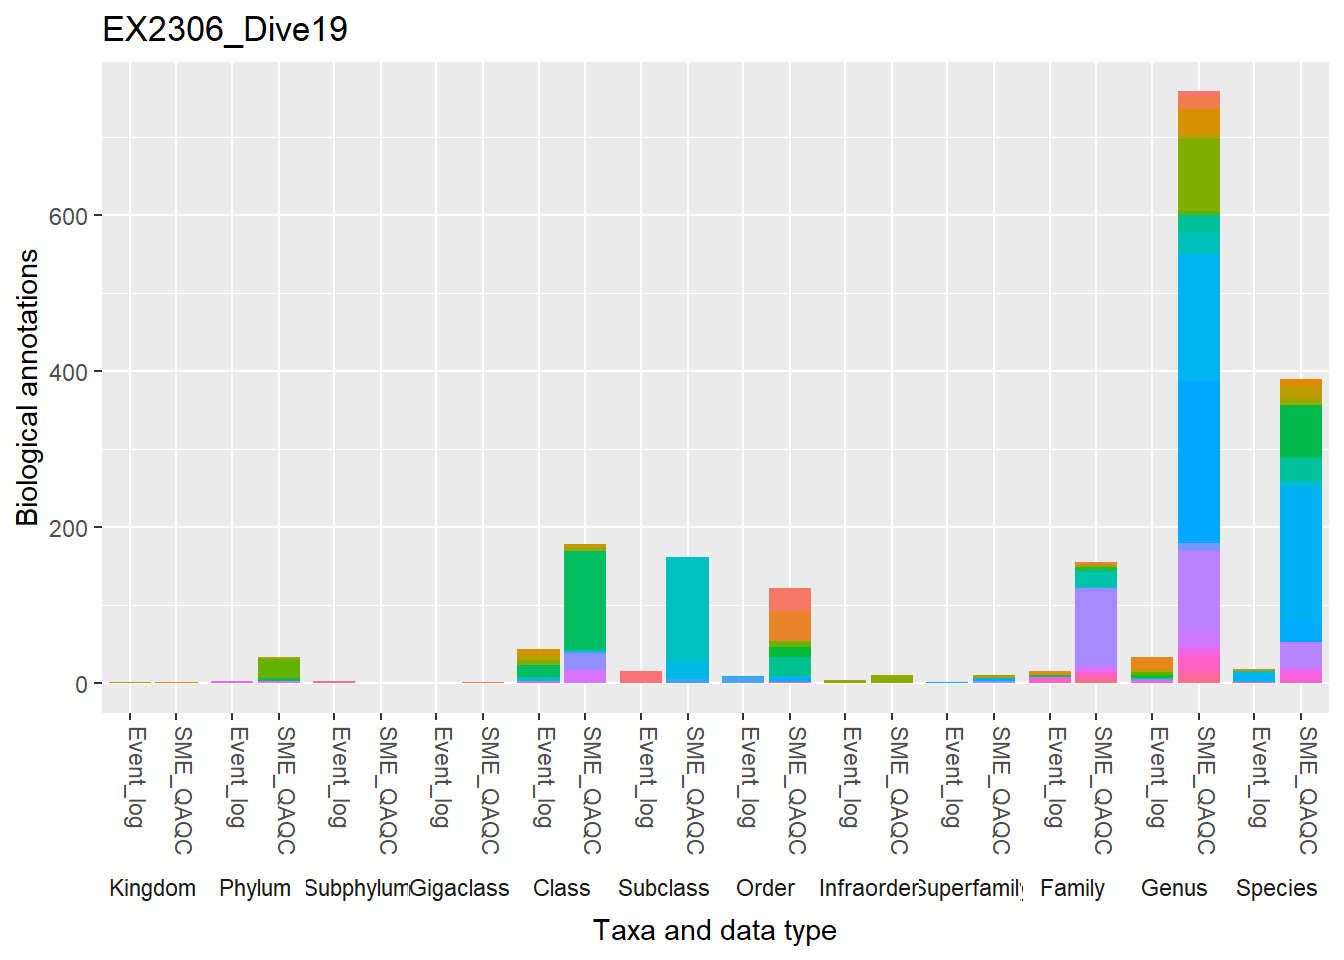 EX2306_Dive19
Biological annotations
600
400
200
0
Event_log SME_QAQC Event_log SME_QAQC Event_log SME_QAQC Event_log SME_QAQC Event_log SME_QAQC Event_log SME_QAQC Event_log SME_QAQC Event_log SME_QAQC Event_log SME_QAQC Event_log SME_QAQC Event_log SME_QAQC Event_log SME_QAQC
Kingdom Phylum Subphylum Gigaclass Class Subclass Order Infraorder Superfamily Family Genus Species
Taxa and data type